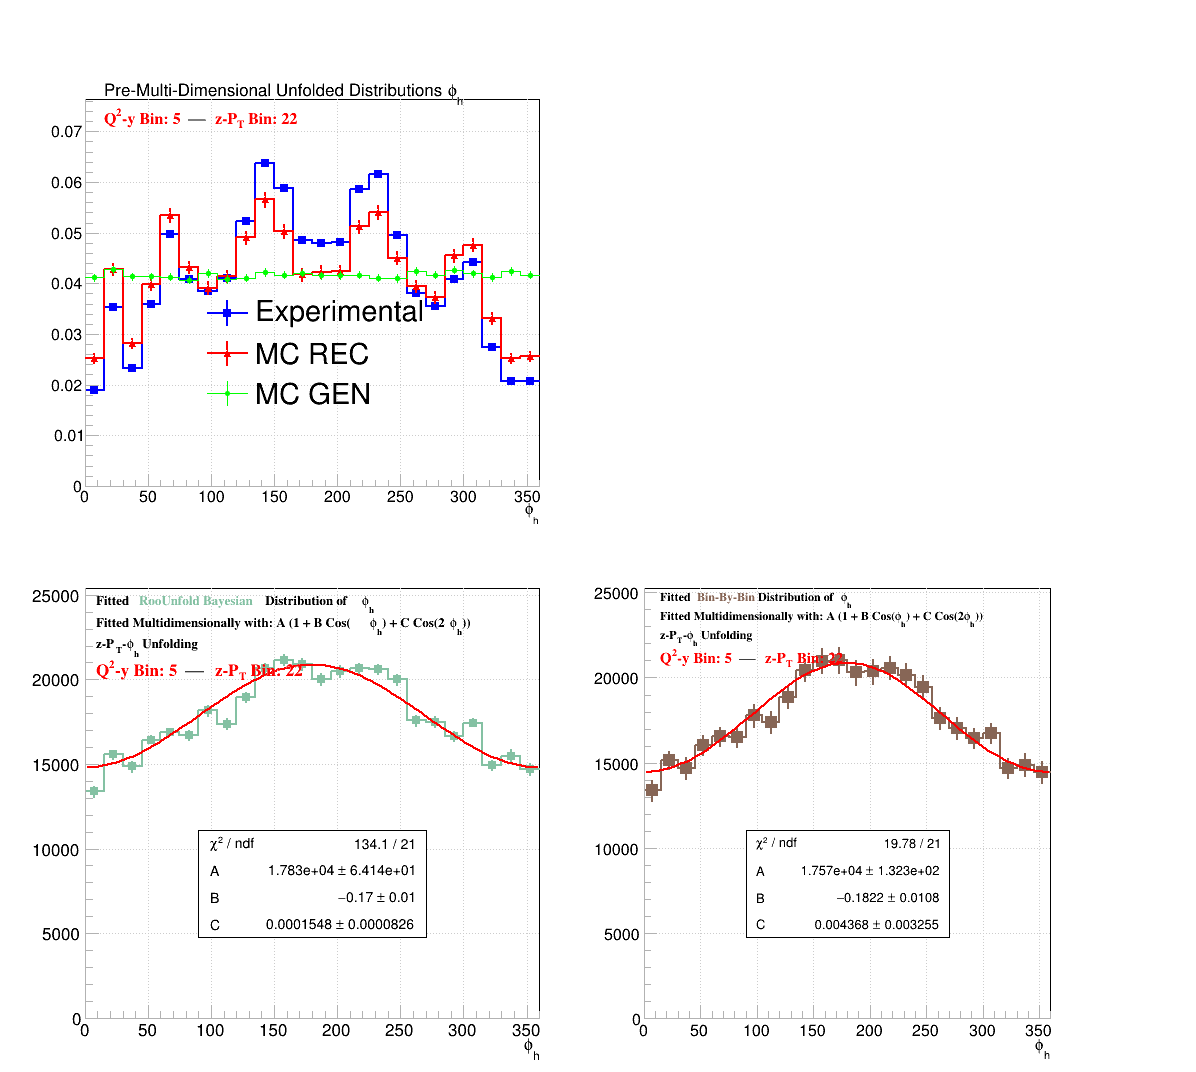 Pre-Multi-Dimensional Unfolded Distributions ϕh
Q²-y Bin: 5 — z-PT Bin: 22
0.07
0.06
0.05
0.04
0.03
0.02
0.01
0
Experimental
MC REC
MC GEN
0 50 100 150 200 250 300 350
ϕh
25000
20000
15000
10000
5000
0
Fitted RooUnfold Bayesian Distribution of ϕh
Fitted Multidimensionally with: A (1 + B Cos( ϕh) + C Cos(2 ϕh))
z-PT-ϕh Unfolding
Q²-y Bin: 5 — z-PT Bin: 22
χ² / ndf 134.1 / 21
A 1.783e+04 ± 6.414e+01
B −0.17 ± 0.01
C 0.0001548 ± 0.0000826
0 50 100 150 200 250 300 350
ϕh
25000
20000
15000
10000
5000
0
Fitted Bin-By-Bin Distribution of ϕh
Fitted Multidimensionally with: A (1 + B Cos(ϕh) + C Cos(2ϕh))
z-PT-ϕh Unfolding
Q²-y Bin: 5 — z-PT Bin: 22
χ² / ndf 19.78 / 21
A 1.757e+04 ± 1.323e+02
B −0.1822 ± 0.0108
C 0.004368 ± 0.003255
0 50 100 150 200 250 300 350
ϕh